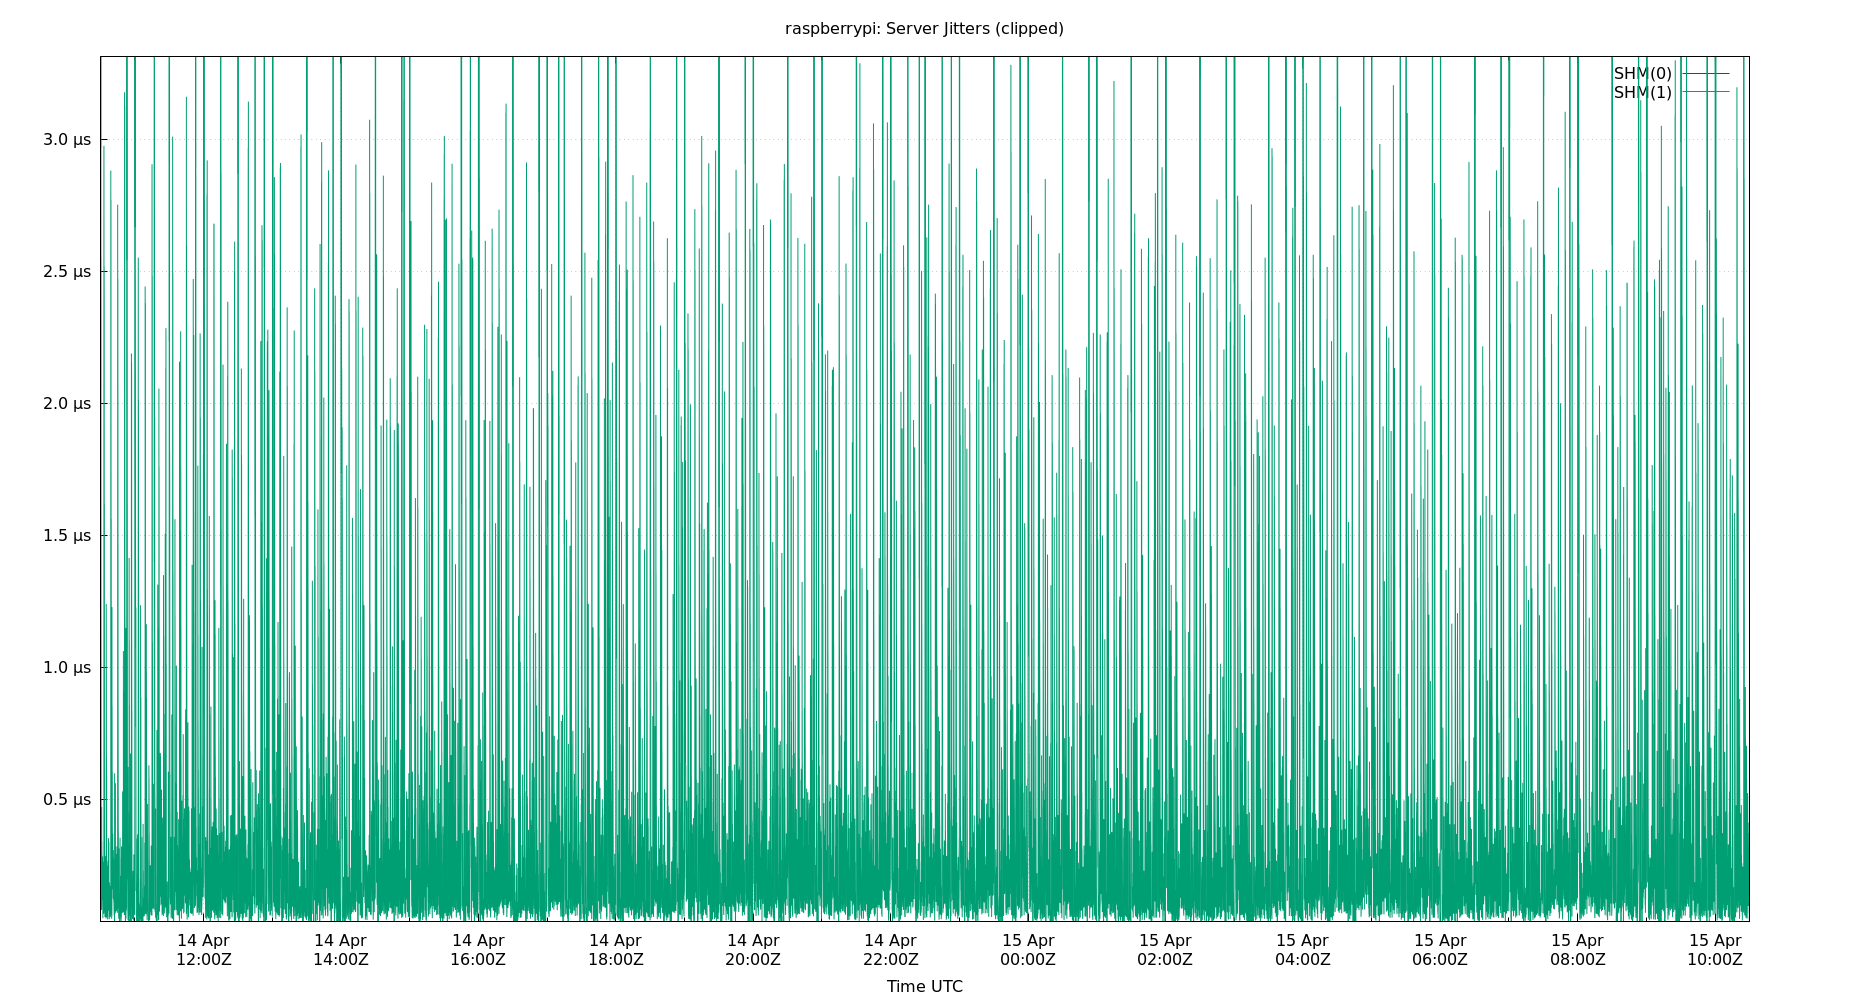 raspberrypi: Server Jitters (clipped)
SHM(0)
SHM(1)
3.0 µs
2.5 µs
2.0 µs
1.5 µs
1.0 µs
0.5 µs
14 Apr 14 Apr 14 Apr 14 Apr 14 Apr 14 Apr 15 Apr 15 Apr 15 Apr 15 Apr 15 Apr 15 Apr
12:00Z 14:00Z 16:00Z 18:00Z 20:00Z 22:00Z 00:00Z 02:00Z 04:00Z 06:00Z 08:00Z 10:00Z
Time UTC